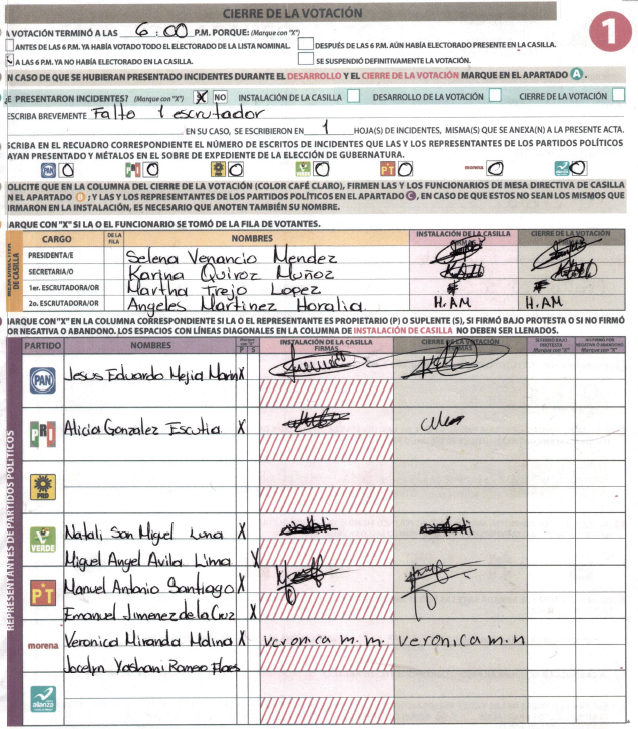 CIERRE DE LA VOTACIÓN
1
A VOTACIÓN TERMINÓ A LAS 6 : 00 P.M. PORQUE: (Marque con "X")
ANTES DE LAS 6 P.M. YA HABÍA VOTADO TODO EL ELECTORADO DE LA LISTA NOMINAL. DESPUÉS DE LAS 6 P.M. AÚN HABÍA ELECTORADO PRESENTE EN LA CASILLA.
A LAS 6 P.M. YA NO HABÍA ELECTORADO EN LA CASILLA. SE SUSPENDIÓ DEFINITIVAMENTE LA VOTACIÓN.
N CASO DE QUE SE HUBIERAN PRESENTADO INCIDENTES DURANTE EL DESARROLLO Y EL CIERRE DE LA VOTACIÓN MARQUE EN EL APARTADO A .
¿E PRESENTARON INCIDENTES? (Marque con "X") X NO INSTALACIÓN DE LA CASILLA DESARROLLO DE LA VOTACIÓN CIERRE DE LA VOTACIÓN
ESCRIBA BREVEMENTE Falto 1 escrutador
EN SU CASO, SE ESCRIBIERON EN 1 HOJA(S) DE INCIDENTES, MISMA(S) QUE SE ANEXA(N) A LA PRESENTE ACTA.
SCRIBA EN EL RECUADRO CORRESPONDIENTE EL NÚMERO DE ESCRITOS DE INCIDENTES QUE LAS Y LOS REPRESENTANTES DE LOS PARTIDOS POLÍTICOS
AYAN PRESENTADO Y MÉTALOS EN EL SOBRE DE EXPEDIENTE DE LA ELECCIÓN DE GUBERNATURA.
PAN 0 PRI 0 PRD 0 VERDE 0 PT 0 morena 0 alianza 0
OLICITE QUE EN LA COLUMNA DEL CIERRE DE LA VOTACIÓN (COLOR CAFÉ CLARO), FIRMEN LAS Y LOS FUNCIONARIOS DE MESA DIRECTIVA DE CASILLA
N EL APARTADO B ; Y LAS Y LOS REPRESENTANTES DE LOS PARTIDOS POLÍTICOS EN EL APARTADO C, EN CASO DE QUE ESTOS NO SEAN LOS MISMOS QUE
IRMARON EN LA INSTALACIÓN, ES NECESARIO QUE ANOTEN TAMBIÉN SU NOMBRE.
ARQUE CON "X" SI LA O EL FUNCIONARIO SE TOMÓ DE LA FILA DE VOTANTES.
CARGO DE LA FILA NOMBRES INSTALACIÓN DE LA CASILLA CIERRE DE LA VOTACIÓN
PRESIDENTA/E Selena Venancio Mendez
SECRETARIA/O Karina Quiroz Muñoz
1er. ESCRUTADORA/OR Martha Trejo Lopez
2o. ESCRUTADORA/OR Angeles Martinez Horalia H. AM H. AM
ARQUE CON "X" EN LA COLUMNA CORRESPONDIENTE SI LA O EL REPRESENTANTE ES PROPIETARIO (P) O SUPLENTE (S), SI FIRMÓ BAJO PROTESTA O SI NO FIRMÓ
OR NEGATIVA O ABANDONO. LOS ESPACIOS CON LÍNEAS DIAGONALES EN LA COLUMNA DE INSTALACIÓN DE CASILLA NO DEBEN SER LLENADOS.
PARTIDO NOMBRES Marque con "X" P S INSTALACIÓN DE LA CASILLA FIRMAS CIERRE DE LA VOTACIÓN FIRMAS SI FIRMÓ BAJO PROTESTA Marque con "X" NO FIRMÓ POR NEGATIVA O ABANDONO Marque con "X"
REPRESENTANTES DE PARTIDOS POLÍTICOS
PAN Jesus Eduardo Mejia Marin X
PRI Alicia Gonzalez Escutia X
PRD
VERDE Natali San Miguel Luna X
Miguel Angel Avila Lima X
PT Manuel Antonio Santiago X
Emanuel Jimenez de la Cruz X
morena Veronica Miranda Molina X Veronica m. m. Veronica m. n
Jocelyn Yoshani Romero Flores
alianza